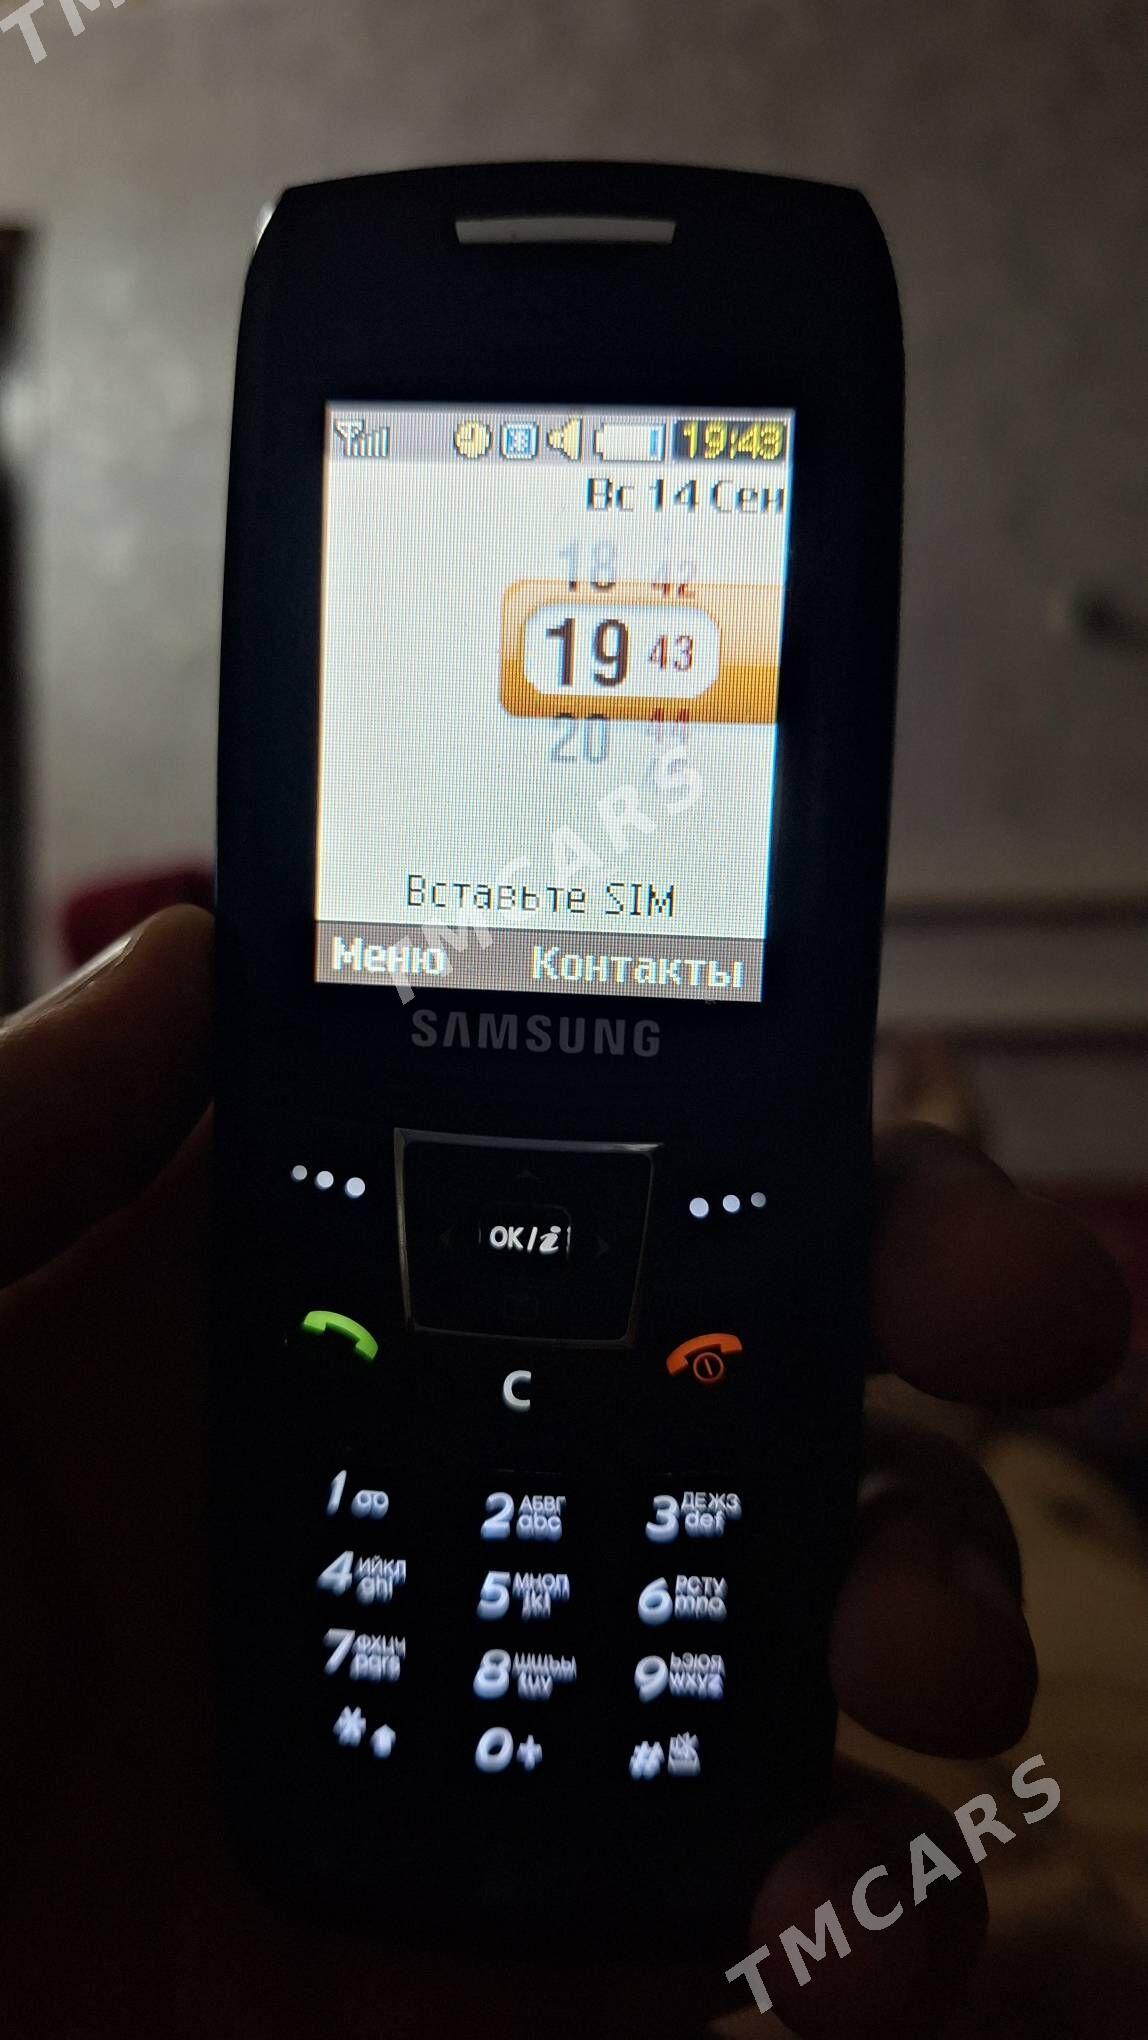 TM
19:43
Вс 14 Сен
18 42
19 43
20 44
Вставьте SIM
TMCARS
Меню Контакты
SAMSUNG
OK/i
C
1
2 АБВГ abc
3 ДЕЖЗ def
4 ИЙКЛ ghi
5 МНОП jkl
6 РСТУ mno
7 ФХЦЧ pqrs
8 ШЩЪЫ tuv
9 ЬЭЮЯ wxyz
*
0+
#
TMCARS